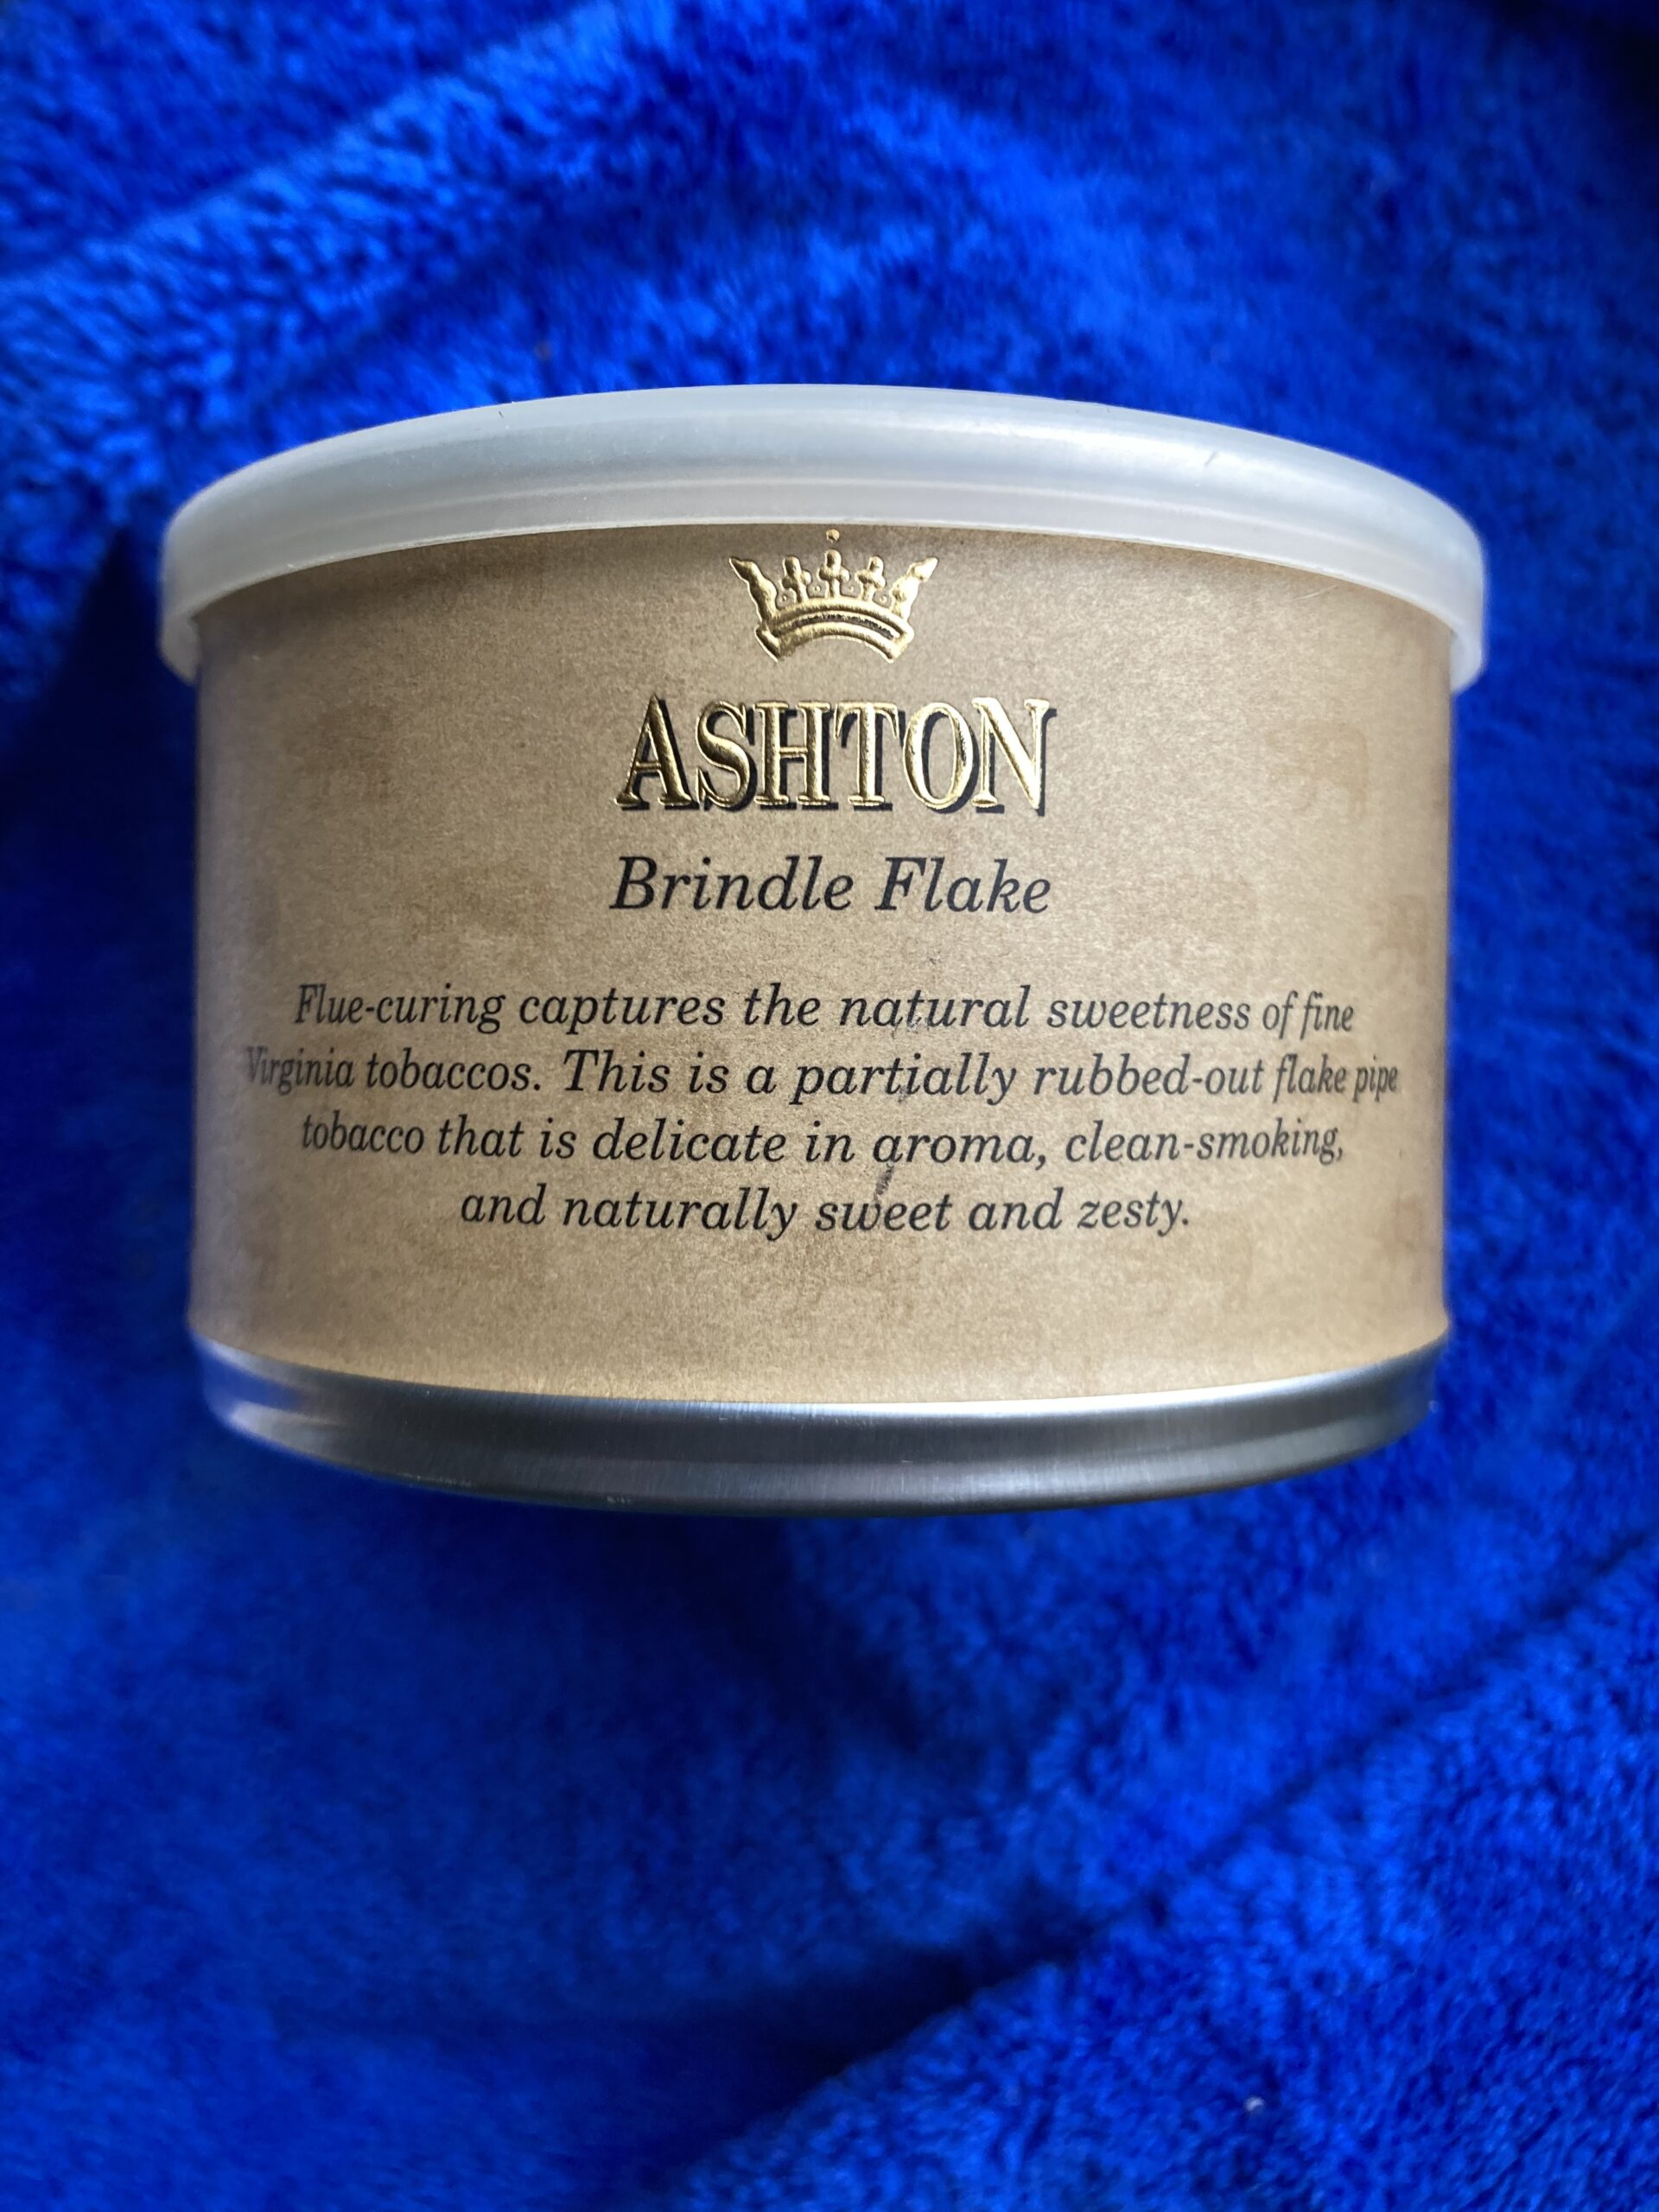 ASHTON
Brindle Flake
Flue-curing captures the natural sweetness of fine
Virginia tobaccos. This is a partially rubbed-out flake pipe
tobacco that is delicate in aroma, clean-smoking,
and naturally sweet and zesty.